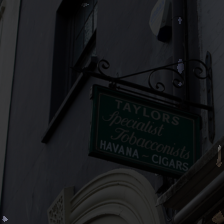 TAYLORS
Specialist
Tobacconists
HAVANA - CIGARS